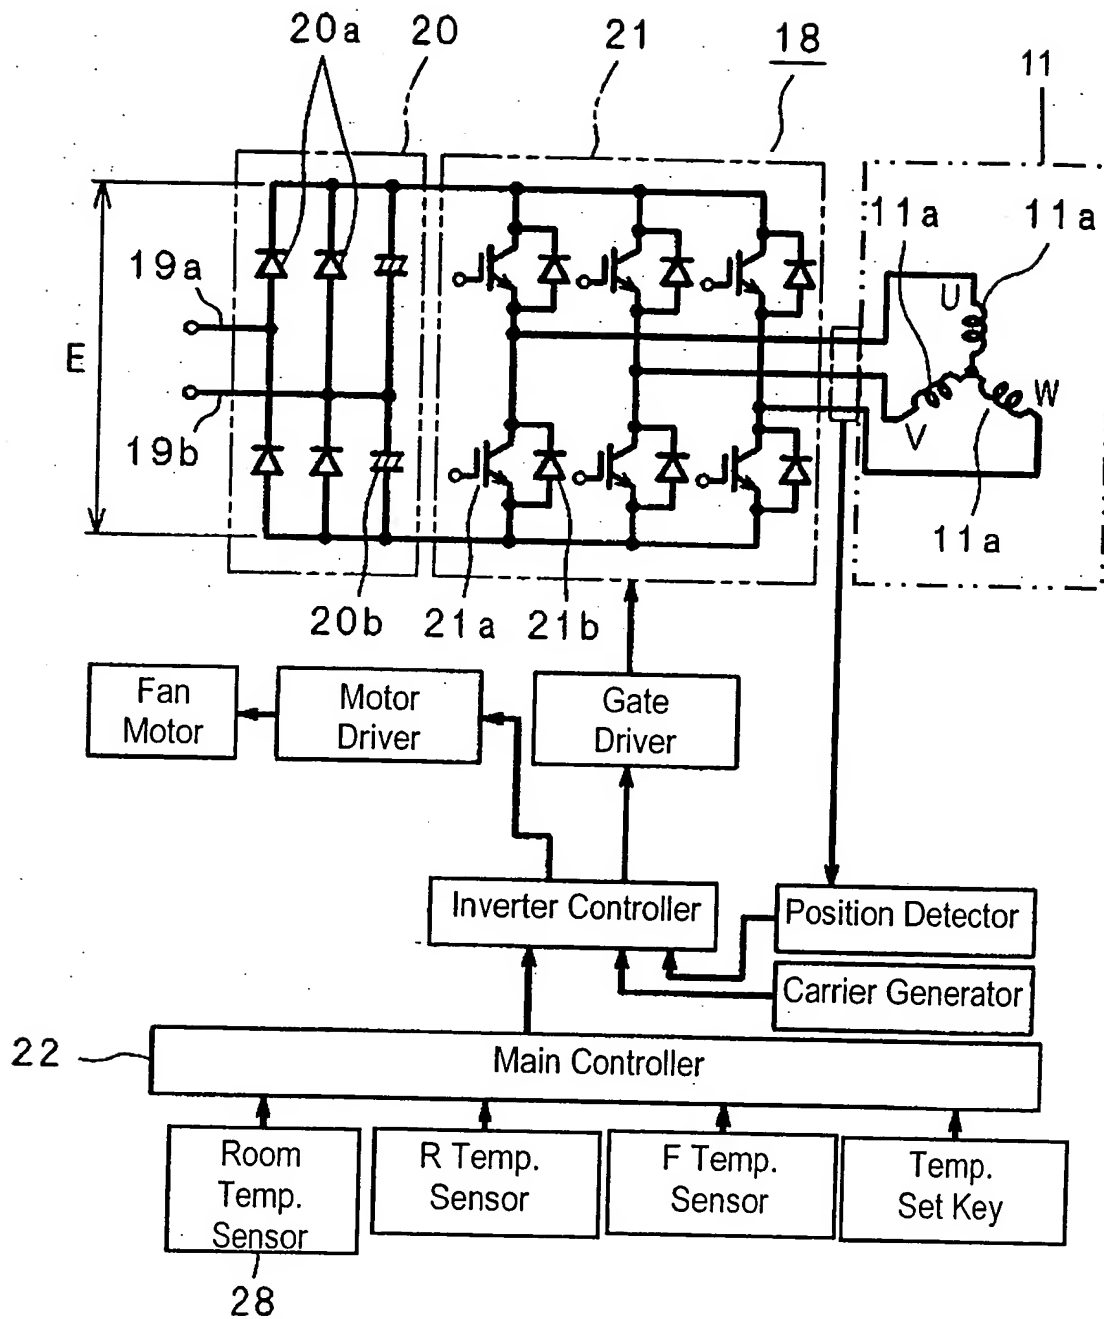 20a 20 21 18 11
11a 11a
19a
U
E
W
19b
V
11a
20b 21a 21b
Fan
Motor
Motor
Driver
Gate
Driver
Inverter Controller
Position Detector
Carrier Generator
22
Main Controller
Room
Temp.
Sensor
R Temp.
Sensor
F Temp.
Sensor
Temp.
Set Key
28